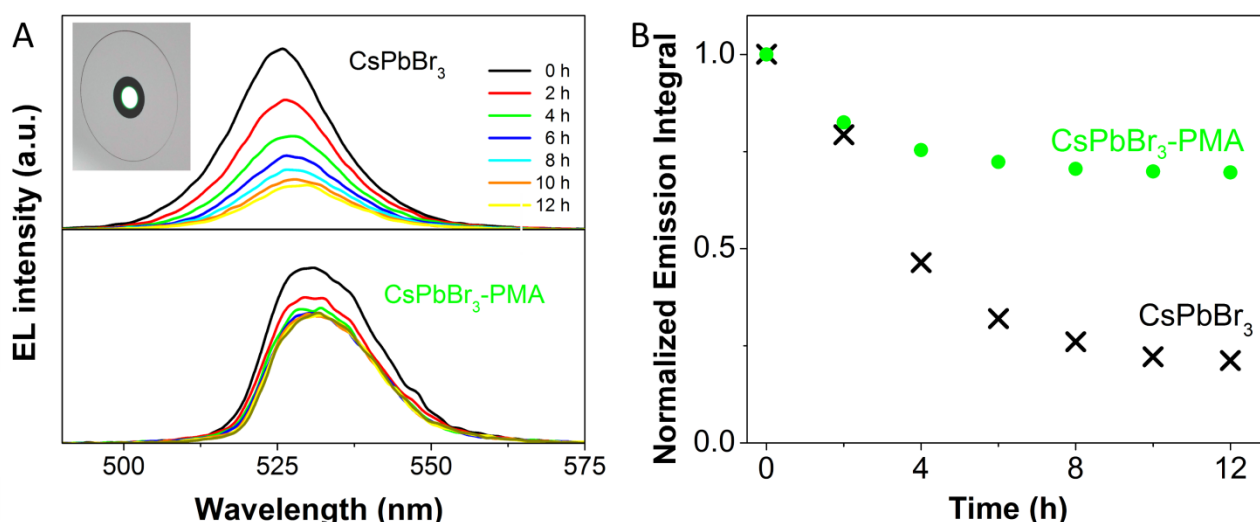 A
CsPbBr₃
0 h
2 h
4 h
6 h
8 h
10 h
12 h
CsPbBr₃-PMA
EL intensity (a.u.)
500
525
550
575
Wavelength (nm)
B
1.0
0.5
0.0
Normalized Emission Integral
CsPbBr₃-PMA
CsPbBr₃
0
4
8
12
Time (h)